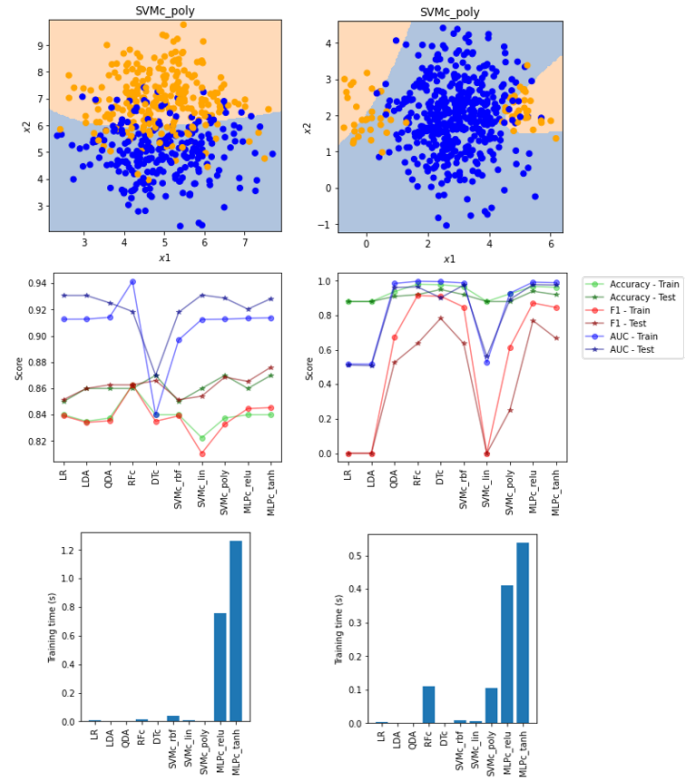 SVMc_poly
SVMc_poly
x2
9
8
7
6
5
4
3
3
4
5
6
7
x1
x2
4
3
2
1
0
−1
0
2
4
6
x1
Score
0.94
0.92
0.90
0.88
0.86
0.84
0.82
LR
LDA
QDA
RFc
DTc
SVMc_rbf
SVMc_lin
SVMc_poly
MLPc_relu
MLPc_tanh
Score
1.0
0.8
0.6
0.4
0.2
0.0
LR
LDA
QDA
RFc
DTc
SVMc_rbf
SVMc_lin
SVMc_poly
MLPc_relu
MLPc_tanh
Accuracy - Train
Accuracy - Test
F1 - Train
F1 - Test
AUC - Train
AUC - Test
Training time (s)
1.2
1.0
0.8
0.6
0.4
0.2
0.0
LR
LDA
QDA
RFc
DTc
SVMc_rbf
SVMc_lin
SVMc_poly
MLPc_relu
MLPc_tanh
Training time (s)
0.5
0.4
0.3
0.2
0.1
0.0
LR
LDA
QDA
RFc
DTc
SVMc_rbf
SVMc_lin
SVMc_poly
MLPc_relu
MLPc_tanh